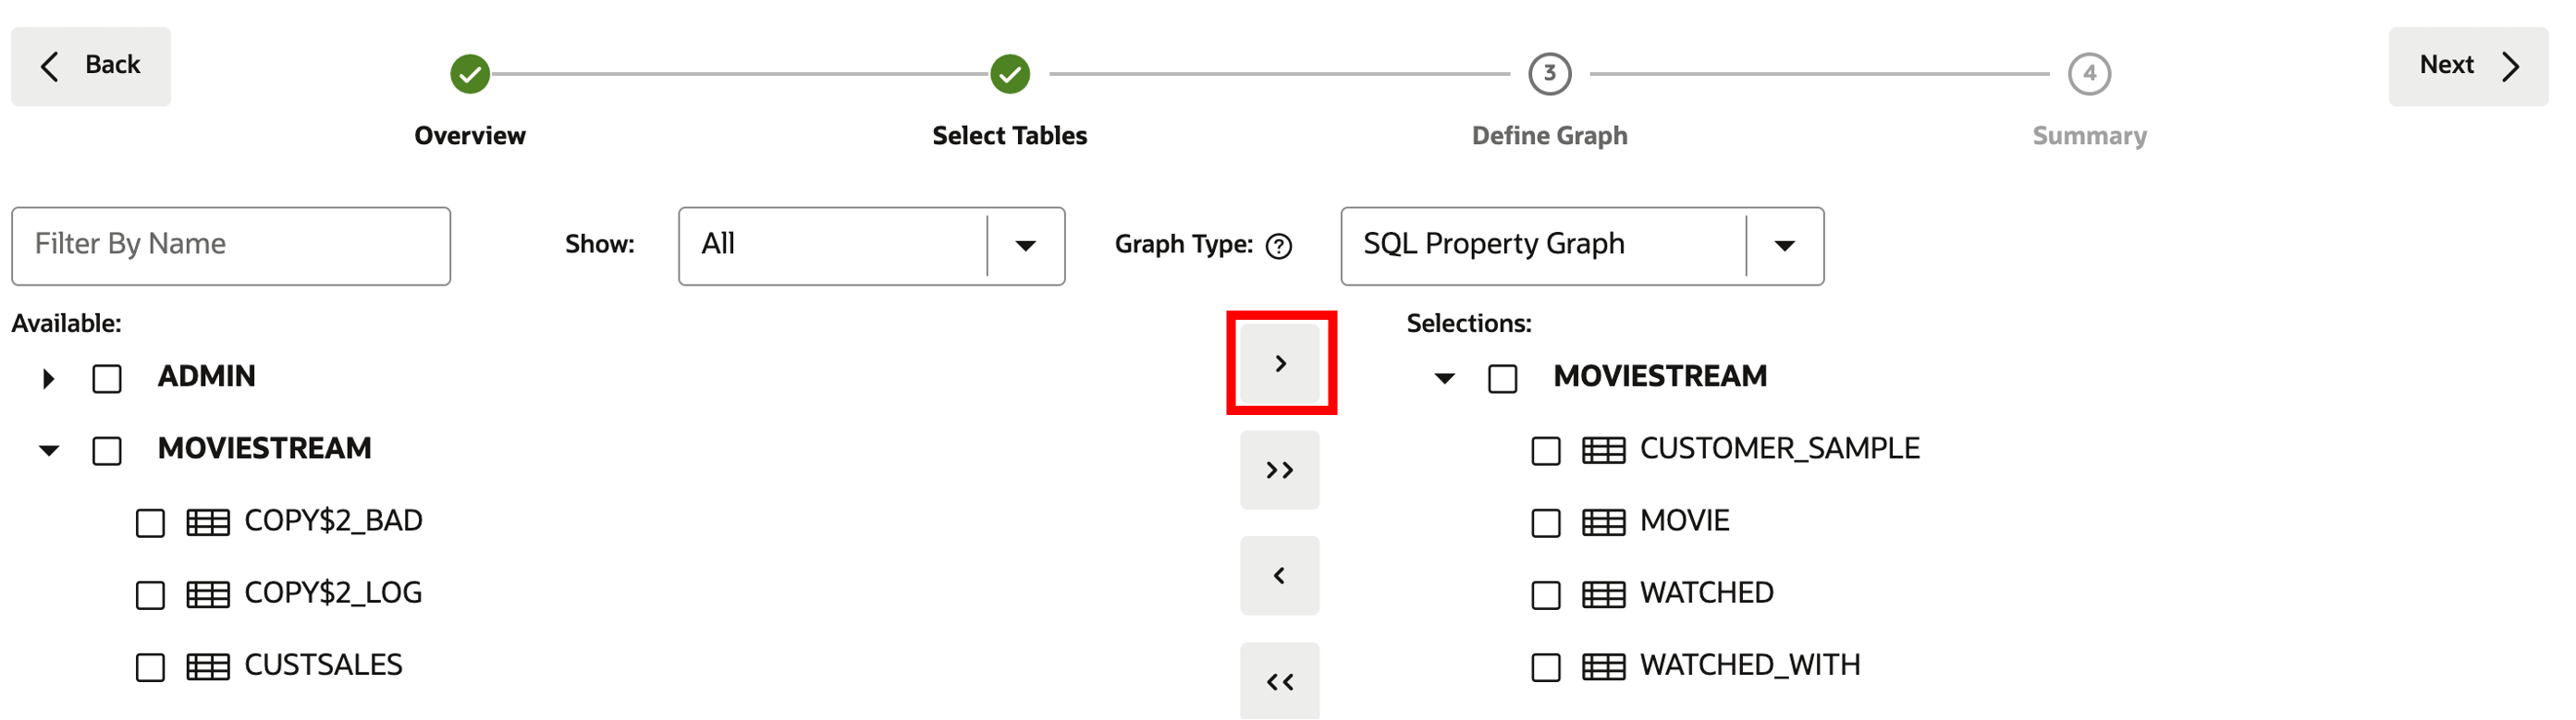 Back
3
4
Next
Overview
Select Tables
Define Graph
Summary
Filter By Name
Show:
All
Graph Type: ?
SQL Property Graph
Available:
Selections:
ADMIN
MOVIESTREAM
COPY$2_BAD
COPY$2_LOG
CUSTSALES
>
>>
<
<<
MOVIESTREAM
CUSTOMER_SAMPLE
MOVIE
WATCHED
WATCHED_WITH